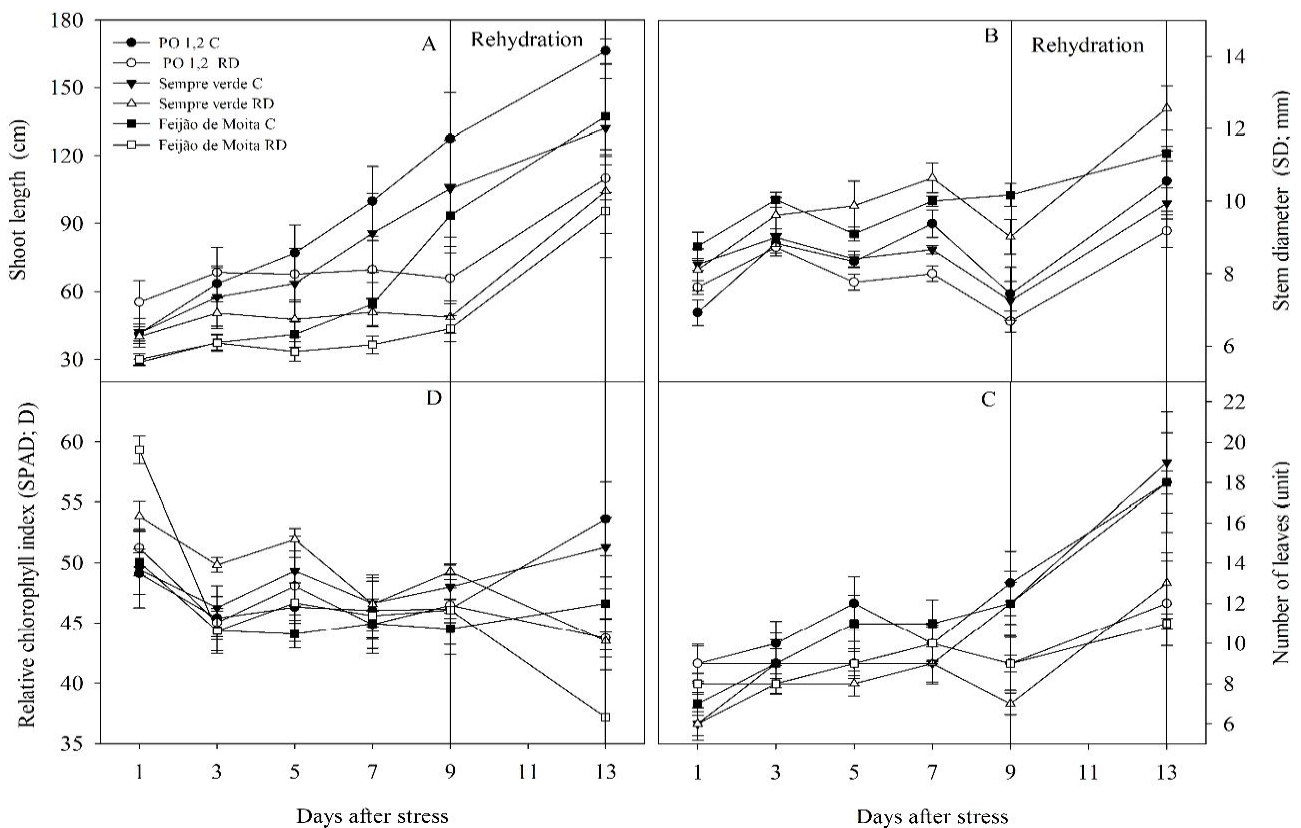 180
150
120
90
60
30
Shoot length (cm)
PO 1,2 C
PO 1,2 RD
Sempre verde C
Sempre verde RD
Feijão de Moita C
Feijão de Moita RD
A
Rehydration
B
Rehydration
14
12
10
8
6
Stem diameter (SD; mm)
60
55
50
45
40
35
Relative chlorophyll index (SPAD; D)
D
1
3
5
7
9
11
13
Days after stress
C
22
20
18
16
14
12
10
8
6
Number of leaves (unit)
1
3
5
7
9
11
13
Days after stress